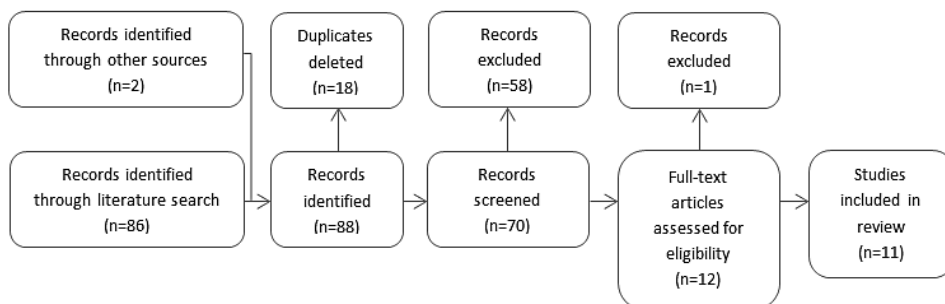 Records identified
through other sources
(n=2)
Duplicates
deleted
(n=18)
Records
excluded
(n=58)
Records
excluded
(n=1)
Records identified
through literature search
(n=86)
Records
identified
(n=88)
Records
screened
(n=70)
Full-text
articles
assessed for
eligibility
(n=12)
Studies
included in
review
(n=11)